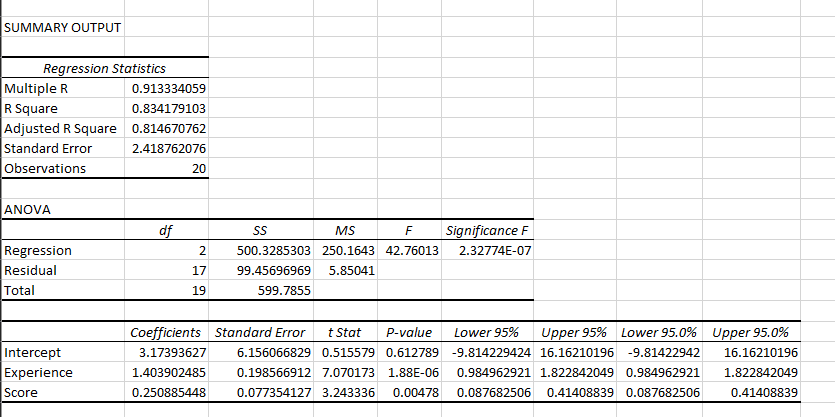 SUMMARY OUTPUT
Regression Statistics
Multiple R 0.913334059
R Square 0.834179103
Adjusted R Square 0.814670762
Standard Error 2.418762076
Observations 20
ANOVA
df SS MS F Significance F
Regression 2 500.3285303 250.1643 42.76013 2.32774E-07
Residual 17 99.45696969 5.85041
Total 19 599.7855
Coefficients Standard Error t Stat P-value Lower 95% Upper 95% Lower 95.0% Upper 95.0%
Intercept 3.17393627 6.156066829 0.515579 0.612789 -9.814229424 16.16210196 -9.81422942 16.16210196
Experience 1.403902485 0.198566912 7.070173 1.88E-06 0.984962921 1.822842049 0.984962921 1.822842049
Score 0.250885448 0.077354127 3.243336 0.00478 0.087682506 0.41408839 0.087682506 0.41408839